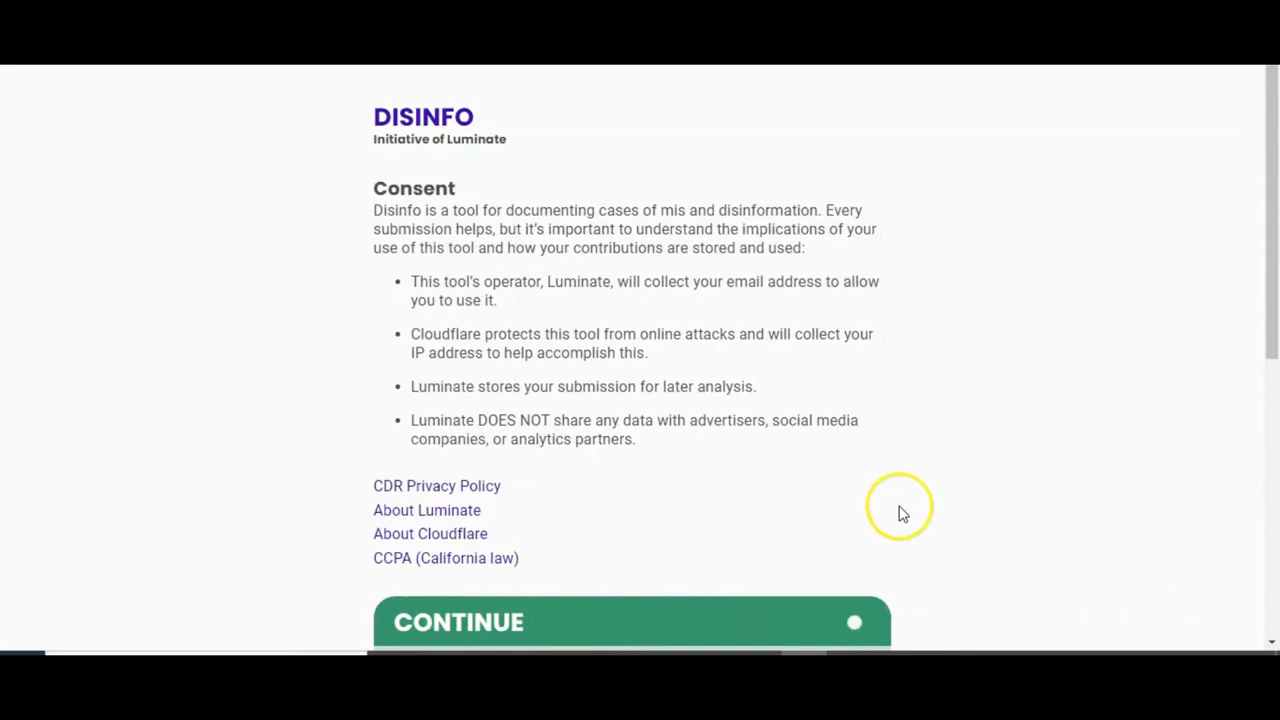 DISINFO
Initiative of Luminate
Consent
Disinfo is a tool for documenting cases of mis and disinformation. Every
submission helps, but it's important to understand the implications of your
use of this tool and how your contributions are stored and used:
• This tool's operator, Luminate, will collect your email address to allow
you to use it.
• Cloudflare protects this tool from online attacks and will collect your
IP address to help accomplish this.
• Luminate stores your submission for later analysis.
• Luminate DOES NOT share any data with advertisers, social media
companies, or analytics partners.
CDR Privacy Policy
About Luminate
About Cloudflare
CCPA (California law)
CONTINUE